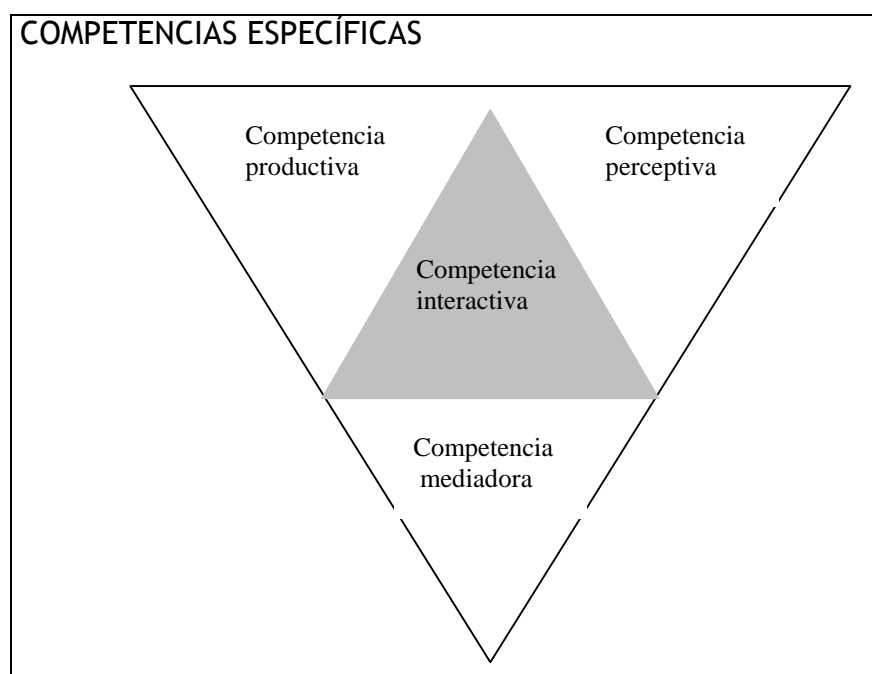 COMPETENCIAS ESPECÍFICAS
Competencia
productiva
Competencia
perceptiva
Competencia
interactiva
Competencia
mediadora